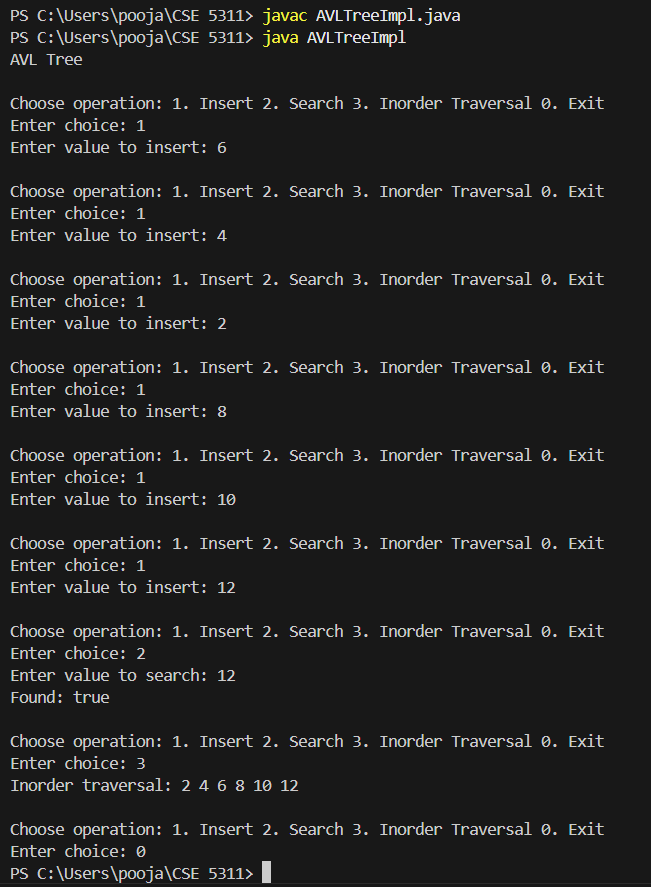 PS C:\Users\pooja\CSE 5311> javac AVLTreeImpl.java
PS C:\Users\pooja\CSE 5311> java AVLTreeImpl
AVL Tree
Choose operation: 1. Insert 2. Search 3. Inorder Traversal 0. Exit
Enter choice: 1
Enter value to insert: 6
Choose operation: 1. Insert 2. Search 3. Inorder Traversal 0. Exit
Enter choice: 1
Enter value to insert: 4
Choose operation: 1. Insert 2. Search 3. Inorder Traversal 0. Exit
Enter choice: 1
Enter value to insert: 2
Choose operation: 1. Insert 2. Search 3. Inorder Traversal 0. Exit
Enter choice: 1
Enter value to insert: 8
Choose operation: 1. Insert 2. Search 3. Inorder Traversal 0. Exit
Enter choice: 1
Enter value to insert: 10
Choose operation: 1. Insert 2. Search 3. Inorder Traversal 0. Exit
Enter choice: 1
Enter value to insert: 12
Choose operation: 1. Insert 2. Search 3. Inorder Traversal 0. Exit
Enter choice: 2
Enter value to search: 12
Found: true
Choose operation: 1. Insert 2. Search 3. Inorder Traversal 0. Exit
Enter choice: 3
Inorder traversal: 2 4 6 8 10 12
Choose operation: 1. Insert 2. Search 3. Inorder Traversal 0. Exit
Enter choice: 0
PS C:\Users\pooja\CSE 5311>